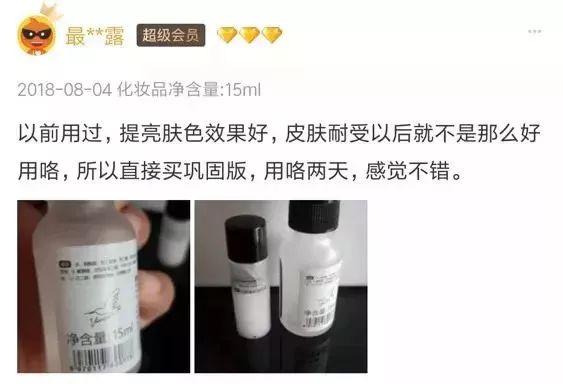 最**露 超级会员
2018-08-04 化妆品净含量:15ml
以前用过，提亮肤色效果好，皮肤耐受以后就不是那么好
用咯，所以直接买巩固版，用咯两天，感觉不错。
净含量:15ml